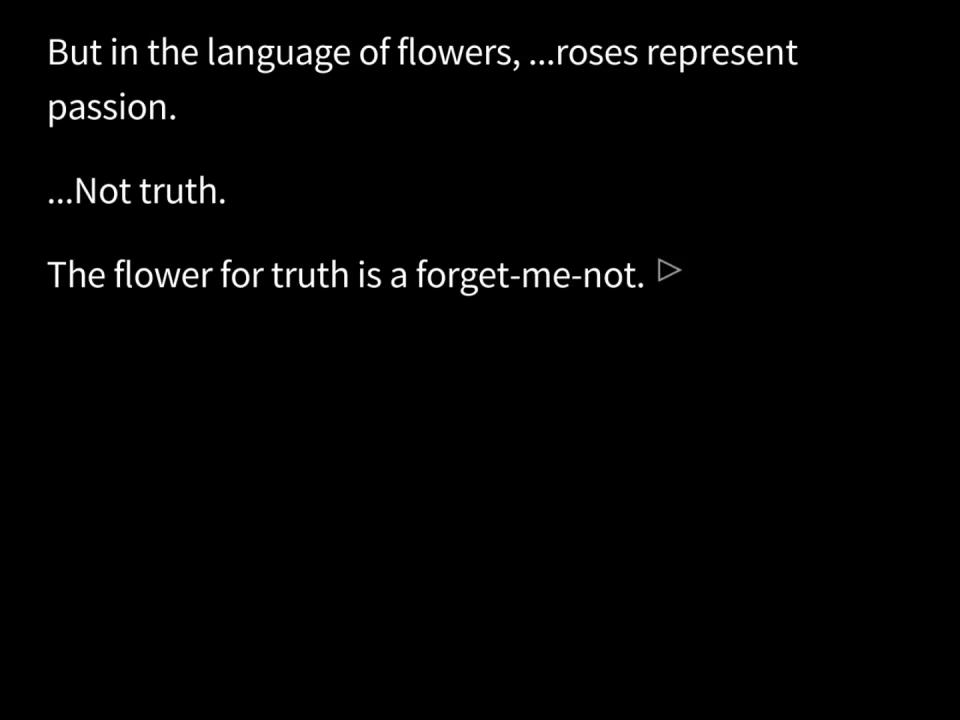 But in the language of flowers, ...roses represent
passion.
...Not truth.
The flower for truth is a forget-me-not.